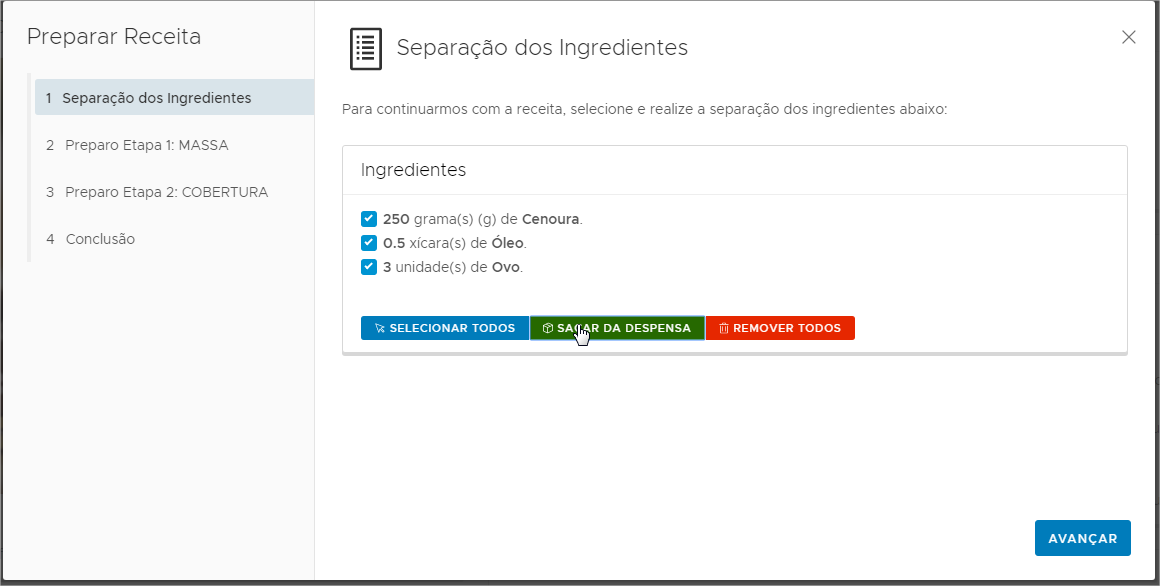 Preparar Receita
1 Separação dos Ingredientes
2 Preparo Etapa 1: MASSA
3 Preparo Etapa 2: COBERTURA
4 Conclusão
Separação dos Ingredientes
Para continuarmos com a receita, selecione e realize a separação dos ingredientes abaixo:
Ingredientes
250 grama(s) (g) de Cenoura.
0.5 xícara(s) de Óleo.
3 unidade(s) de Ovo.
SELECIONAR TODOS SACAR DA DESPENSA REMOVER TODOS
AVANÇAR